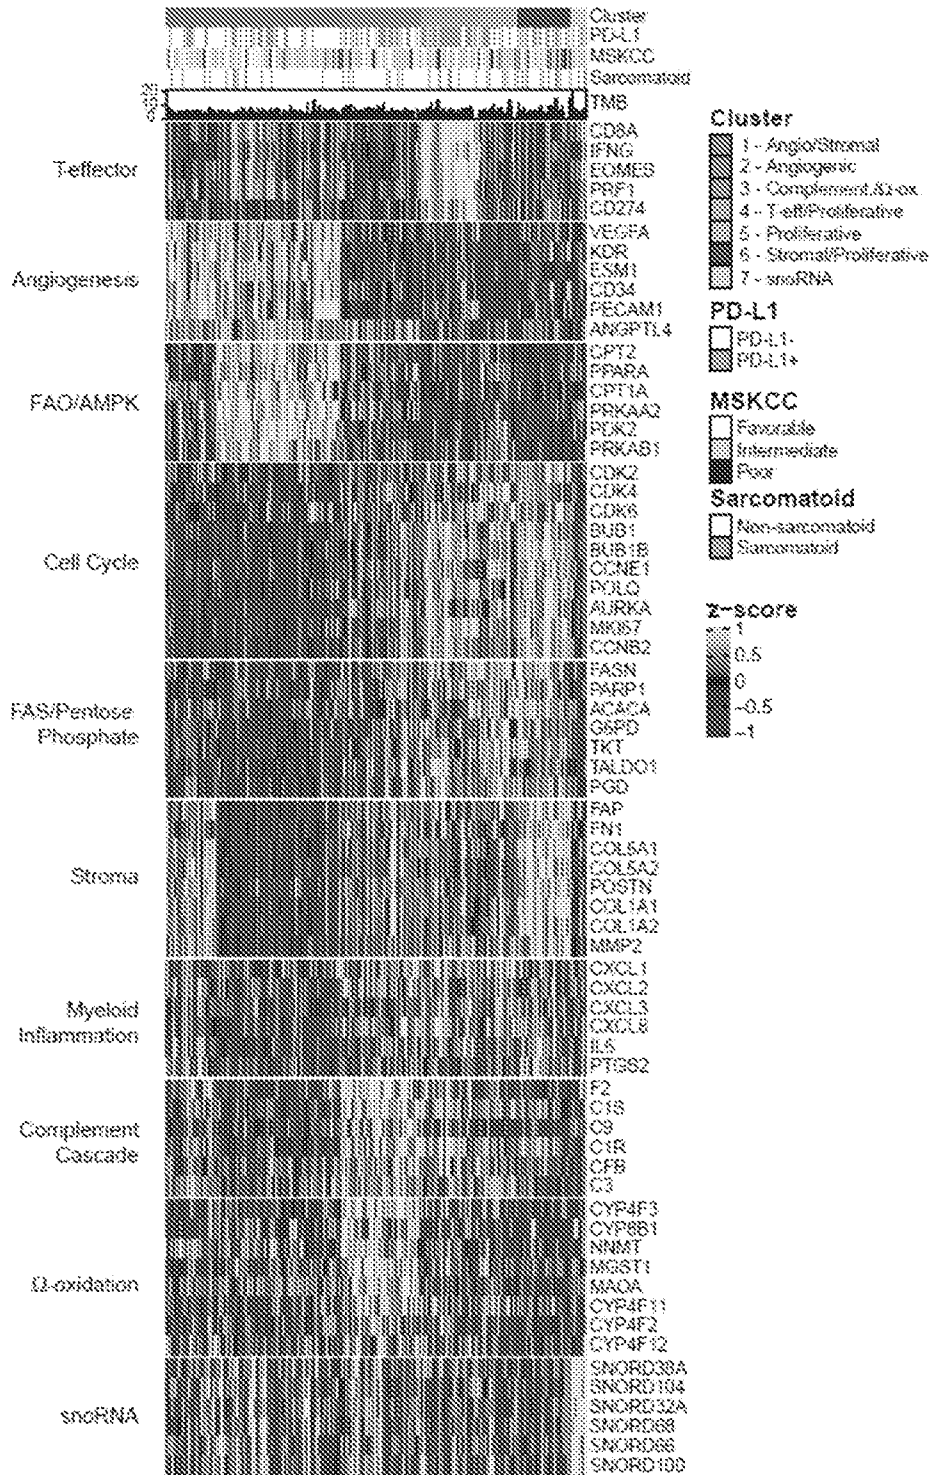 Cluster
PD-L1
MSKCC
Sarcomatoid
TMB
T-effector
CD8A
IFNG
EOMES
PRF1
CD274
Angiogenesis
VEGFA
KDR
ESM1
CD34
PECAM1
ANGPTL4
FAO/AMPK
CPT2
PPARA
CPT1A
PRKAA2
PDK2
PRKAB1
Cell Cycle
CDK2
CDK4
CDK6
BUB1
BUB1B
CCNE1
POLQ
AURKA
MKI67
CCNB2
FAS/Pentose
Phosphate
FASN
PARP1
ACACA
G6PD
TKT
TALDO1
PGD
Stroma
FAP
FN1
COL5A1
COL5A2
POSTN
COL1A1
COL1A2
MMP2
Myeloid
Inflammation
CXCL1
CXCL2
CXCL3
CXCL8
IL6
PTGS2
Complement
Cascade
F2
C1S
C9
C1R
CFB
C3
Ω-oxidation
CYP4F3
CYP8B1
NNMT
MGST1
MAOA
CYP4F11
CYP4F2
CYP4F12
snoRNA
SNORD38A
SNORD104
SNORD32A
SNORD68
SNORD66
SNORD100
Cluster
1 - Angio/Stromal
2 - Angiogenic
3 - Complement./Ω-ox.
4 - T-eff/Proliferative
5 - Proliferative
6 - Stromal/Proliferative
7 - snoRNA
PD-L1
PD-L1-
PD-L1+
MSKCC
Favorable
Intermediate
Poor
Sarcomatoid
Non-sarcomatoid
Sarcomatoid
z-score
1
0.5
0
-0.5
-1